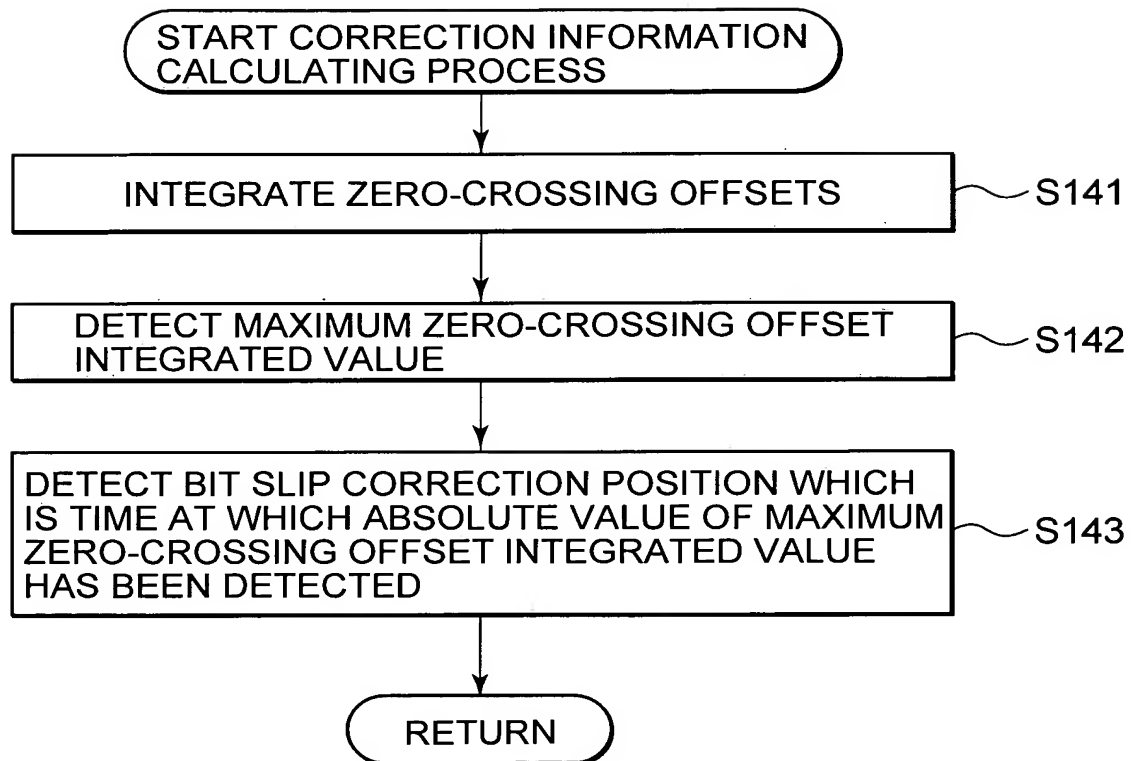 START CORRECTION INFORMATION
CALCULATING PROCESS
INTEGRATE ZERO-CROSSING OFFSETS
S141
DETECT MAXIMUM ZERO-CROSSING OFFSET
INTEGRATED VALUE
S142
DETECT BIT SLIP CORRECTION POSITION WHICH
IS TIME AT WHICH ABSOLUTE VALUE OF MAXIMUM
ZERO-CROSSING OFFSET INTEGRATED VALUE
HAS BEEN DETECTED
S143
RETURN